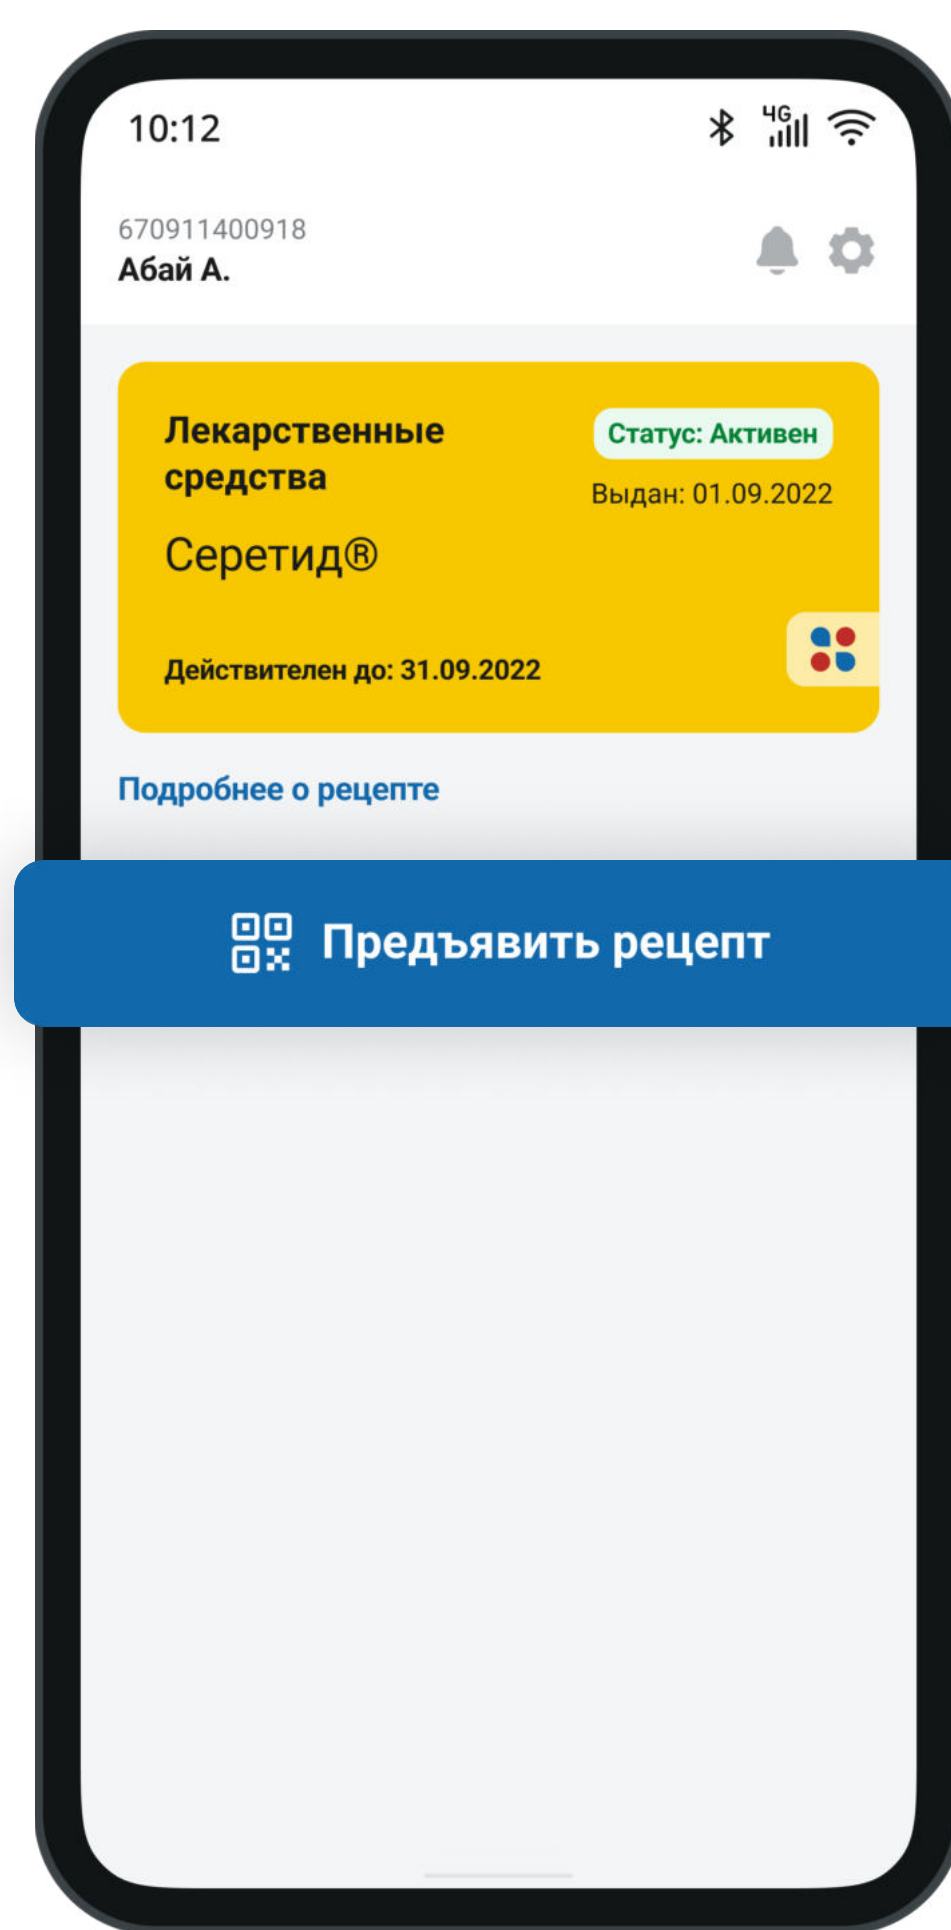 10:12
4G
670911400918
Абай А.
Лекарственные
средства
Статус: Активен
Выдан: 01.09.2022
Серетид®
Действителен до: 31.09.2022
Подробнее о рецепте
Предъявить рецепт